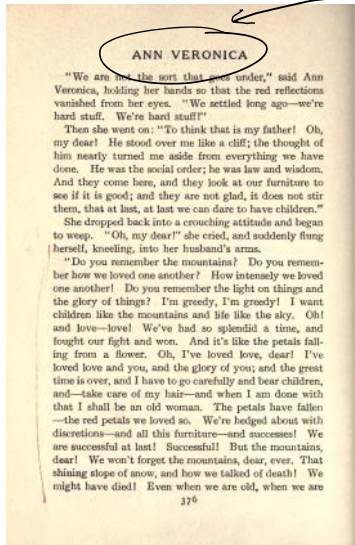 ANN VERONICA
"We are not the sort that goes under," said Ann
Veronica, holding her hands so that the red reflections
vanished from her eyes. "We settled long ago—we're
hard stuff. We're hard stuff!"
Then she went on: "To think that is my father! Oh,
my dear! He stood over me like a cliff; the thought of
him nearly turned me aside from everything we have
done. He was the social order; he was law and wisdom.
And they come here, and they look at our furniture to
see if it is good; and they are not glad, it does not stir
them, that at last, at last we can dare to have children."
She dropped back into a crouching attitude and began
to weep. "Oh, my dear!" she cried, and suddenly flung
herself, kneeling, into her husband's arms.
"Do you remember the mountains? Do you remem-
ber how we loved one another? How intensely we loved
one another! Do you remember the light on things and
the glory of things? I'm greedy, I'm greedy! I want
children like the mountains and life like the sky. Oh!
and love—love! We've had so splendid a time, and
fought our fight and won. And it's like the petals fall-
ing from a flower. Oh, I've loved love, dear! I've
loved love and you, and the glory of you; and the great
time is over, and I have to go carefully and bear children,
and—take care of my hair—and when I am done with
that I shall be an old woman. The petals have fallen
—the red petals we loved so. We're hedged about with
discretions—and all this furniture—and successes! We
are successful at last! Successful! But the mountains,
dear! We won't forget the mountains, dear, ever. That
shining slope of snow, and how we talked of death! We
might have died! Even when we are old, when we are
376